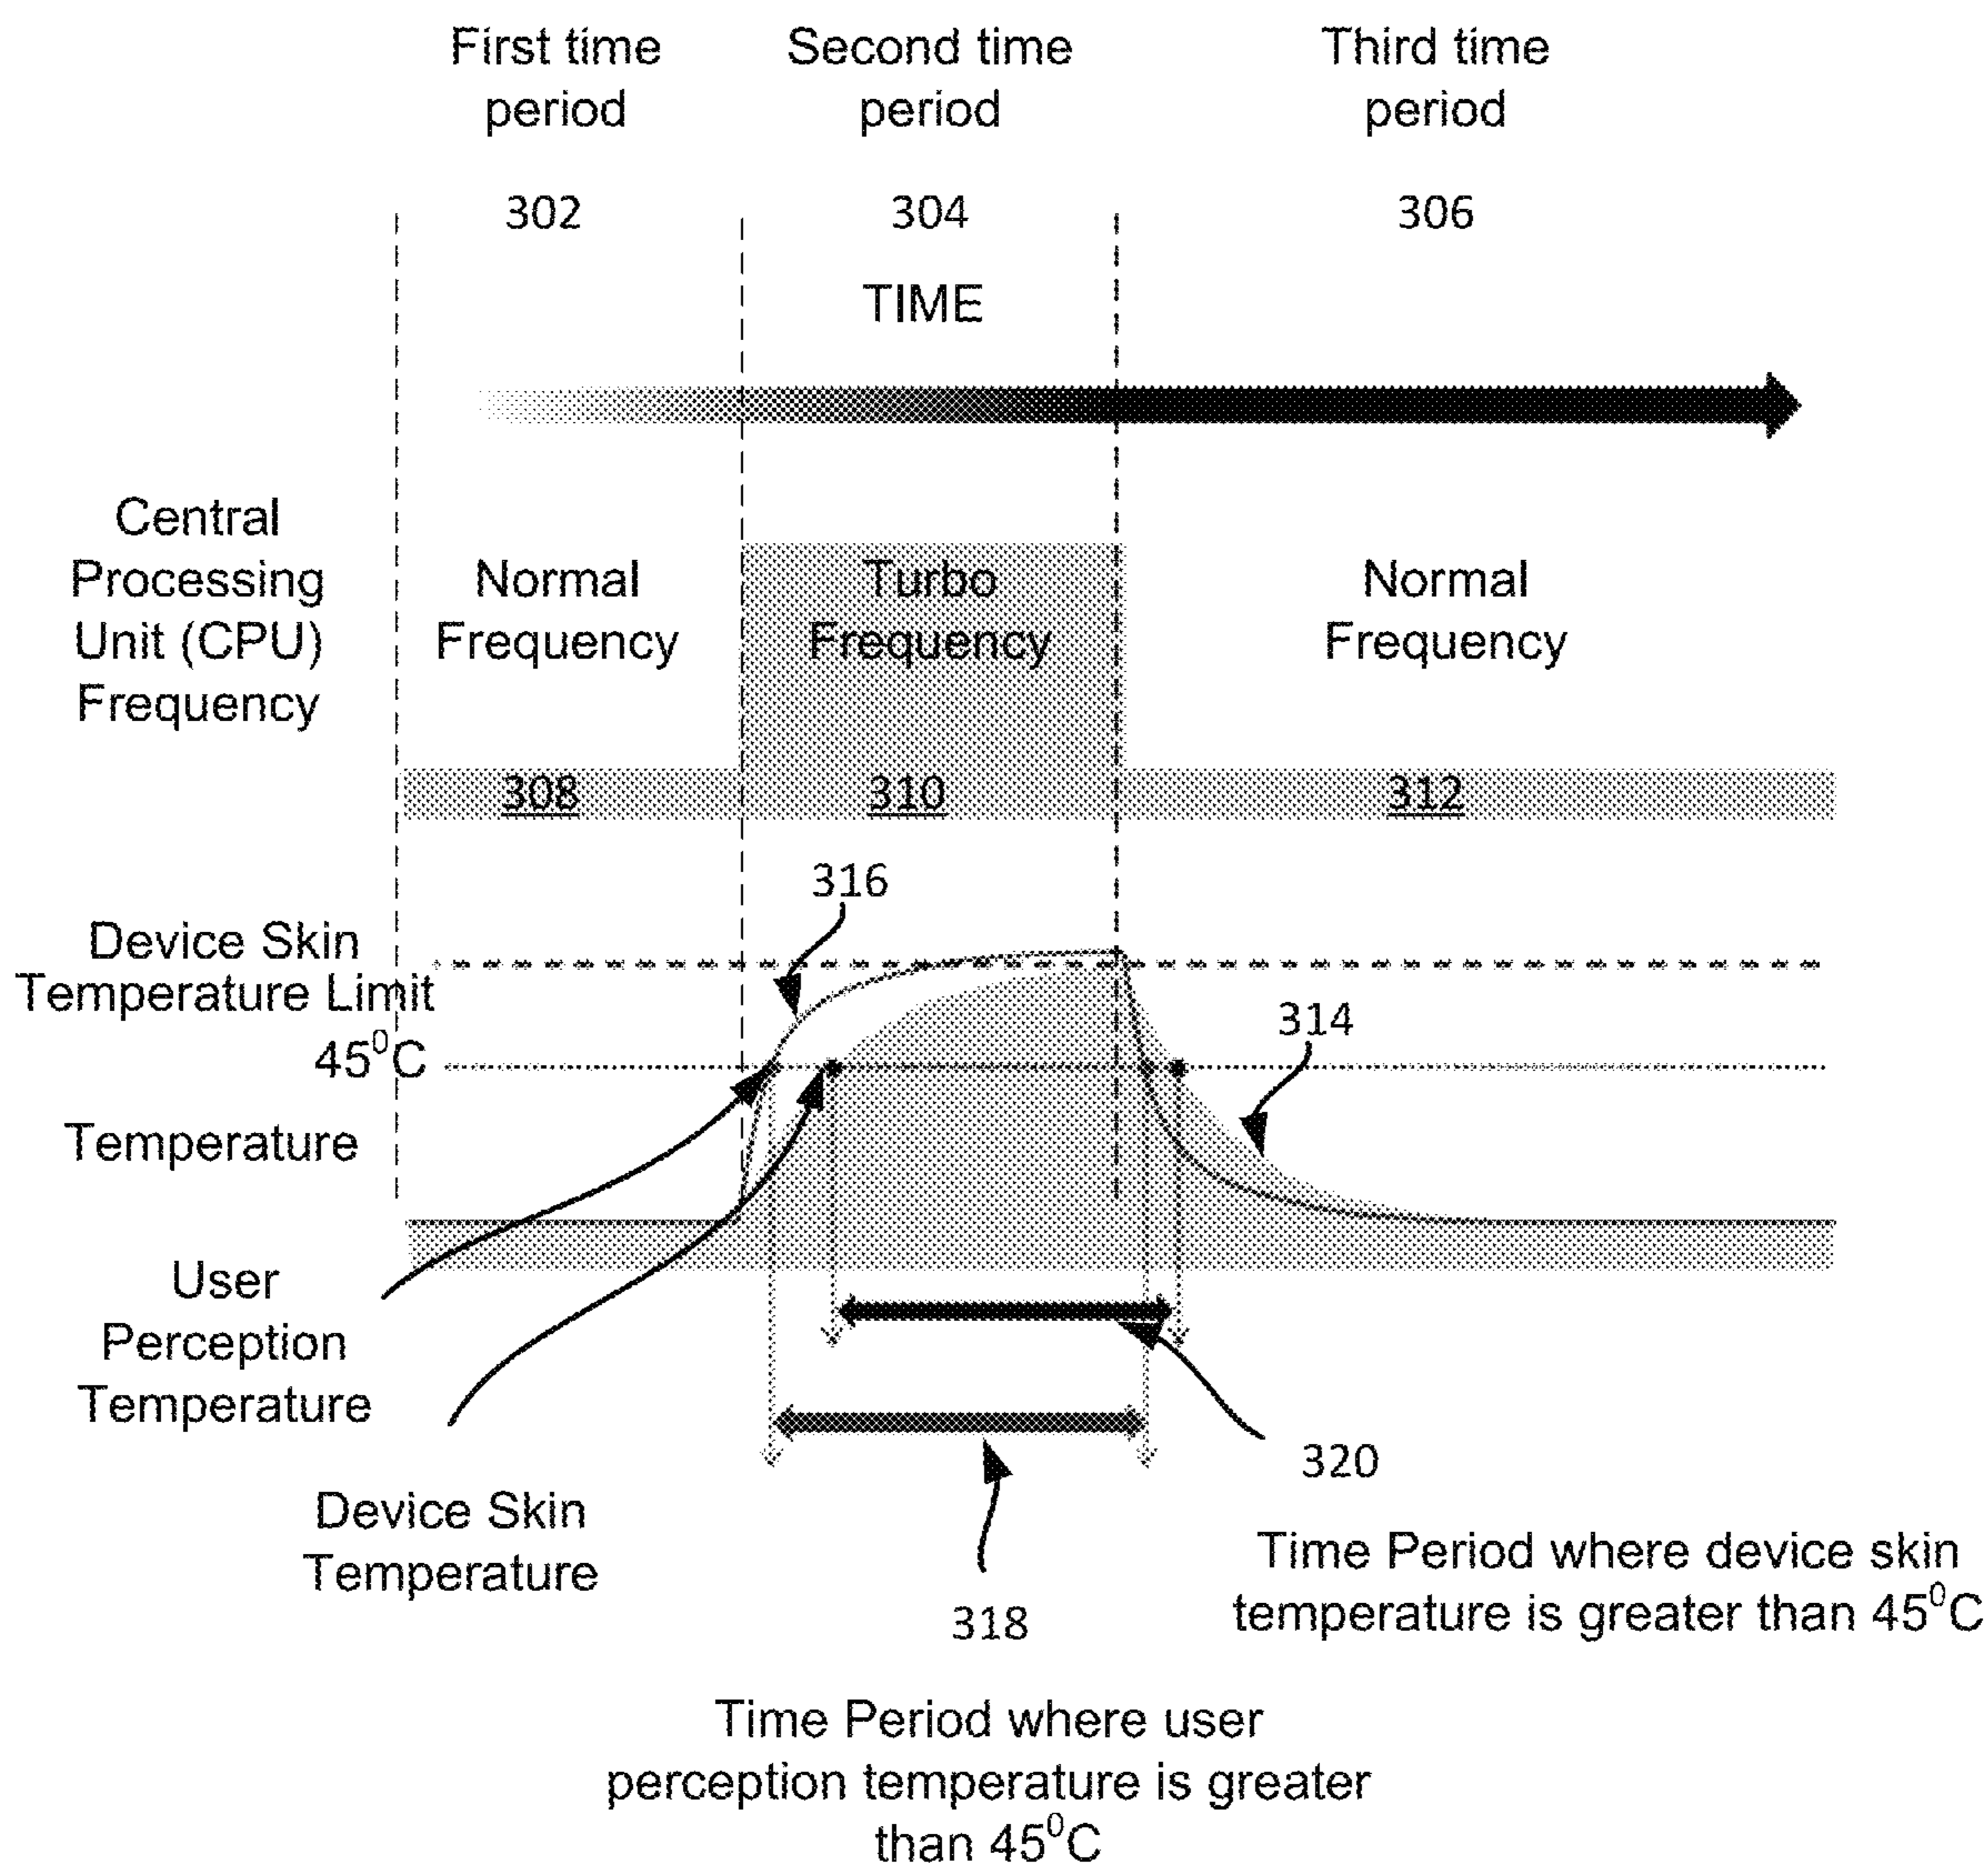 First time
period
Second time
period
Third time
period
302
304
306
TIME
Central
Processing
Unit (CPU)
Frequency
Normal
Frequency
Turbo
Frequency
Normal
Frequency
308
310
312
316
Device Skin
Temperature Limit
314
45⁰C
Temperature
User
Perception
Temperature
Device Skin
Temperature
320
Time Period where device skin
temperature is greater than 45⁰C
318
Time Period where user
perception temperature is greater
than 45⁰C